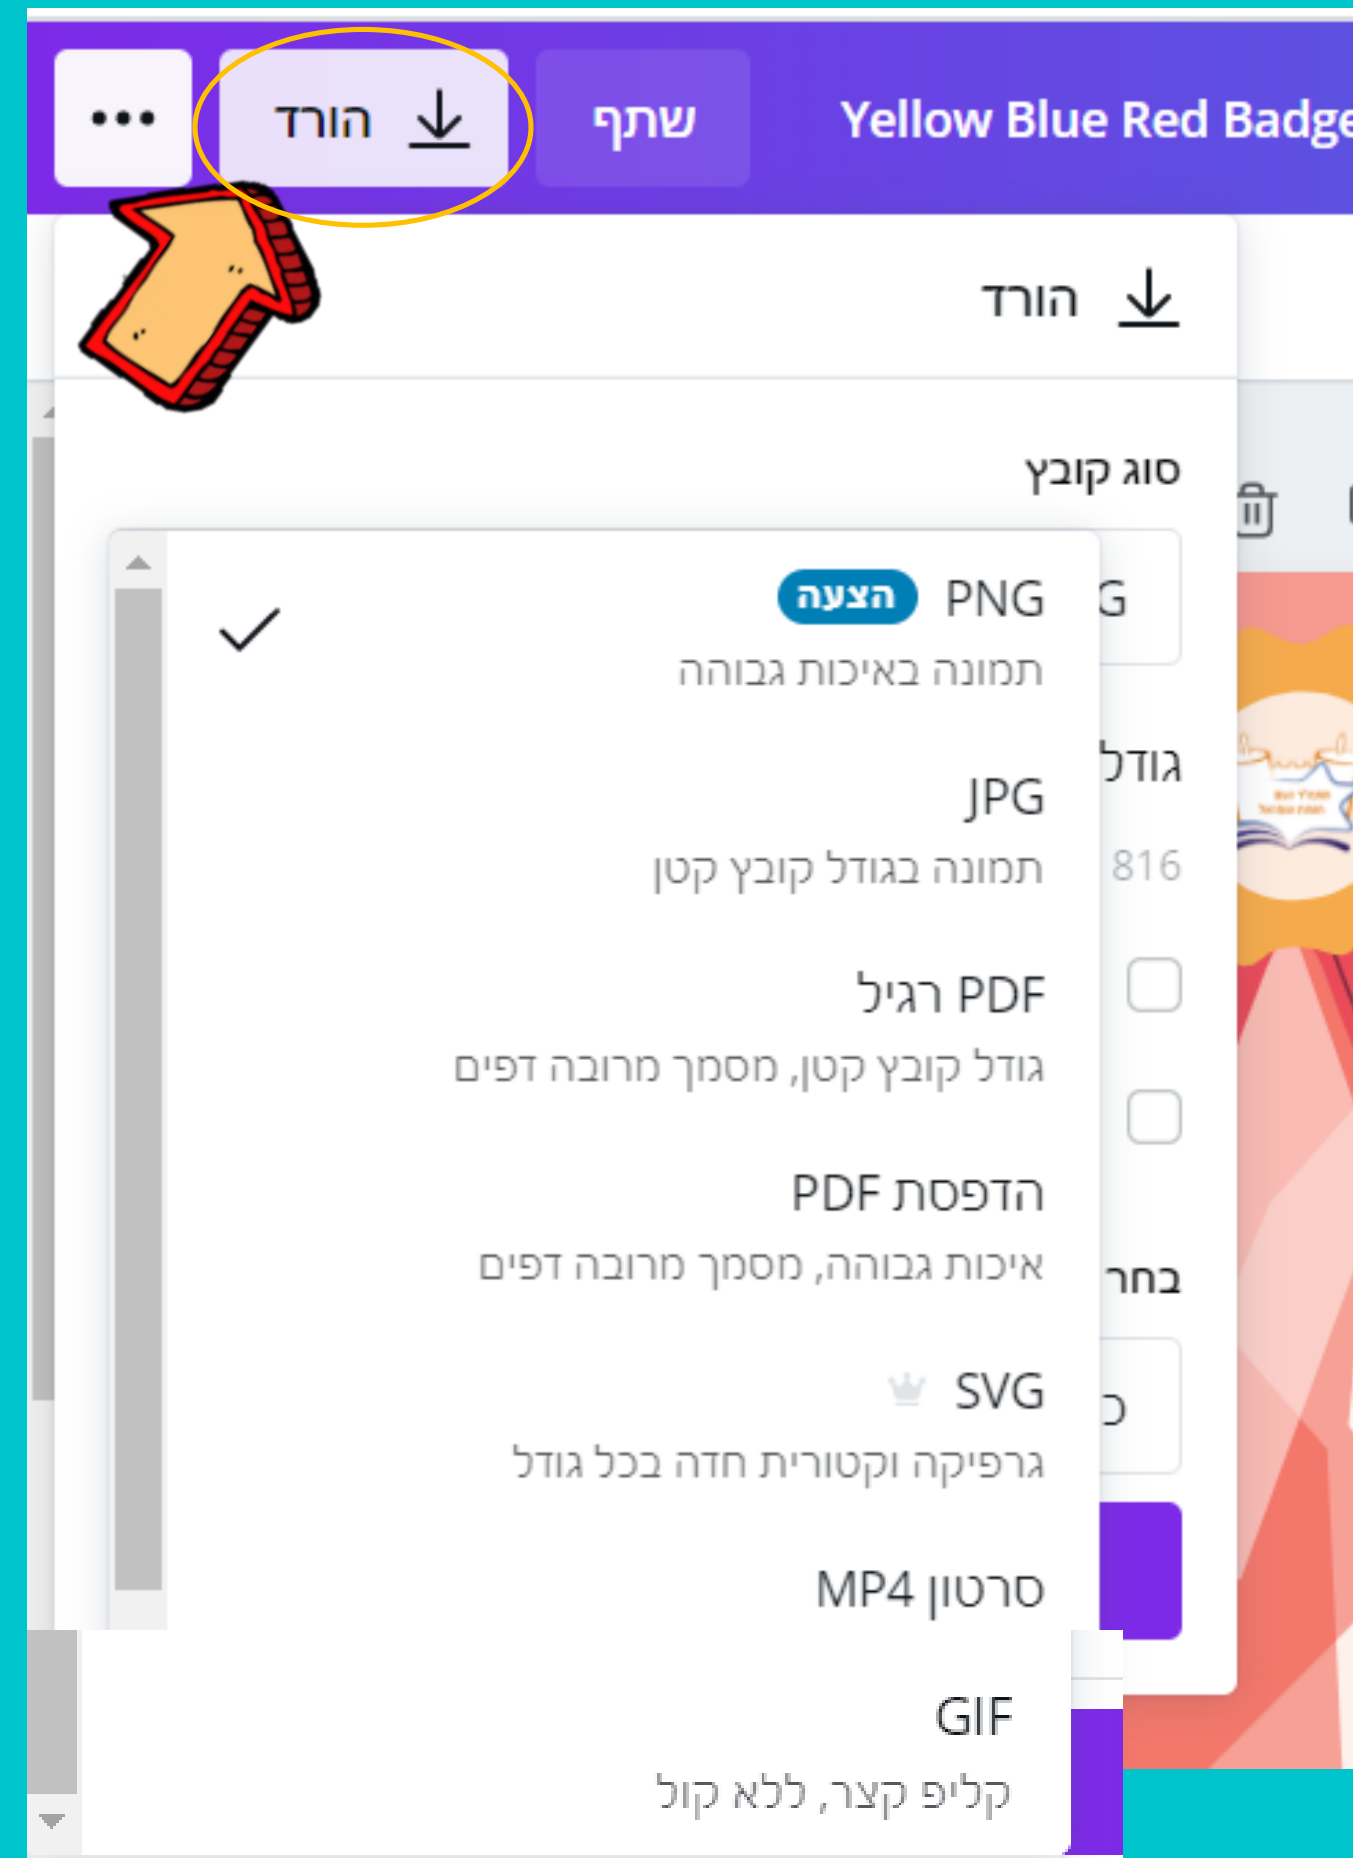 הורד
שתף
Yellow Blue Red Badge
הורד
סוג קובץ
G
PNG הצעה
תמונה באיכות גבוהה
JPG
תמונה בגודל קובץ קטן
גודל
816
PDF רגיל
גודל קובץ קטן, מסמך מרובה דפים
הדפסת PDF
איכות גבוהה, מסמך מרובה דפים
בחר
SVG
גרפיקה וקטורית חדה בכל גודל
סרטון MP4
GIF
קליפ קצר, ללא קול